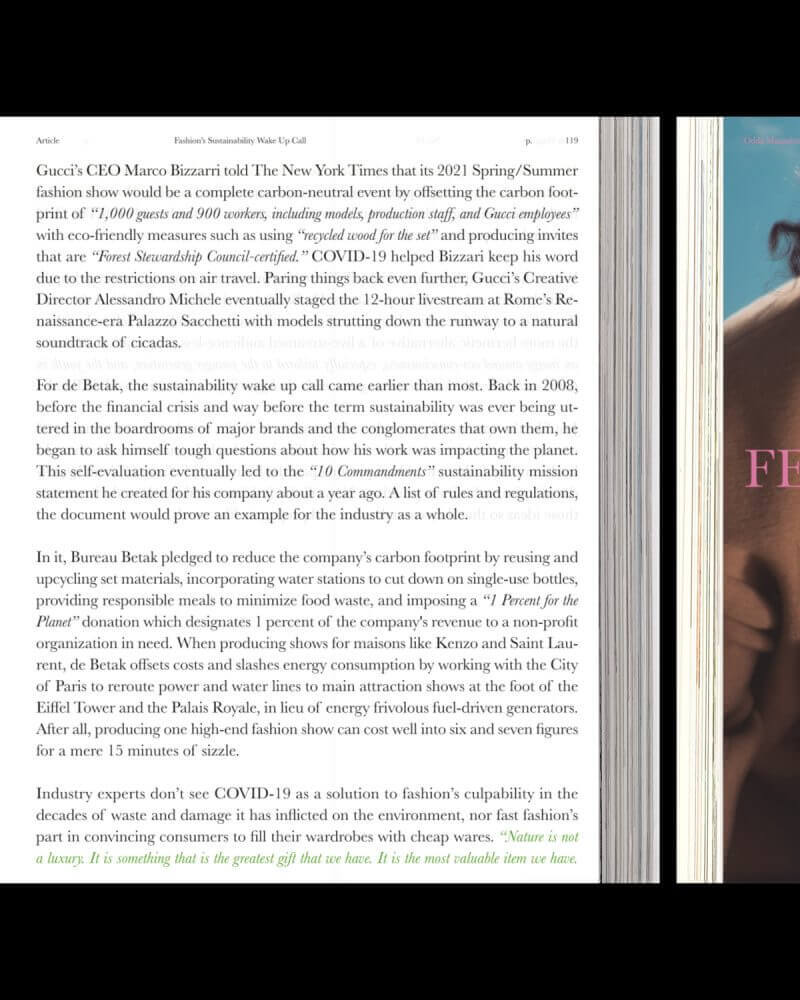 Article Fashion's Sustainability Wake Up Call p. 119
Gucci's CEO Marco Bizzarri told The New York Times that its 2021 Spring/Summer
fashion show would be a complete carbon-neutral event by offsetting the carbon foot-
print of "1,000 guests and 900 workers, including models, production staff, and Gucci employees"
with eco-friendly measures such as using "recycled wood for the set" and producing invites
that are "Forest Stewardship Council-certified." COVID-19 helped Bizzari keep his word
due to the restrictions on air travel. Paring things back even further, Gucci's Creative
Director Alessandro Michele eventually staged the 12-hour livestream at Rome's Re-
naissance-era Palazzo Sacchetti with models strutting down the runway to a natural
soundtrack of cicadas.
For de Betak, the sustainability wake up call came earlier than most. Back in 2008,
before the financial crisis and way before the term sustainability was ever being ut-
tered in the boardrooms of major brands and the conglomerates that own them, he
began to ask himself tough questions about how his work was impacting the planet.
This self-evaluation eventually led to the "10 Commandments" sustainability mission
statement he created for his company about a year ago. A list of rules and regulations,
the document would prove an example for the industry as a whole.
In it, Bureau Betak pledged to reduce the company's carbon footprint by reusing and
upcycling set materials, incorporating water stations to cut down on single-use bottles,
providing responsible meals to minimize food waste, and imposing a "1 Percent for the
Planet" donation which designates 1 percent of the company's revenue to a non-profit
organization in need. When producing shows for maisons like Kenzo and Saint Lau-
rent, de Betak offsets costs and slashes energy consumption by working with the City
of Paris to reroute power and water lines to main attraction shows at the foot of the
Eiffel Tower and the Palais Royale, in lieu of energy frivolous fuel-driven generators.
After all, producing one high-end fashion show can cost well into six and seven figures
for a mere 15 minutes of sizzle.
Industry experts don't see COVID-19 as a solution to fashion's culpability in the
decades of waste and damage it has inflicted on the environment, nor fast fashion's
part in convincing consumers to fill their wardrobes with cheap wares. "Nature is not
a luxury. It is something that is the greatest gift that we have. It is the most valuable item we have.
FE